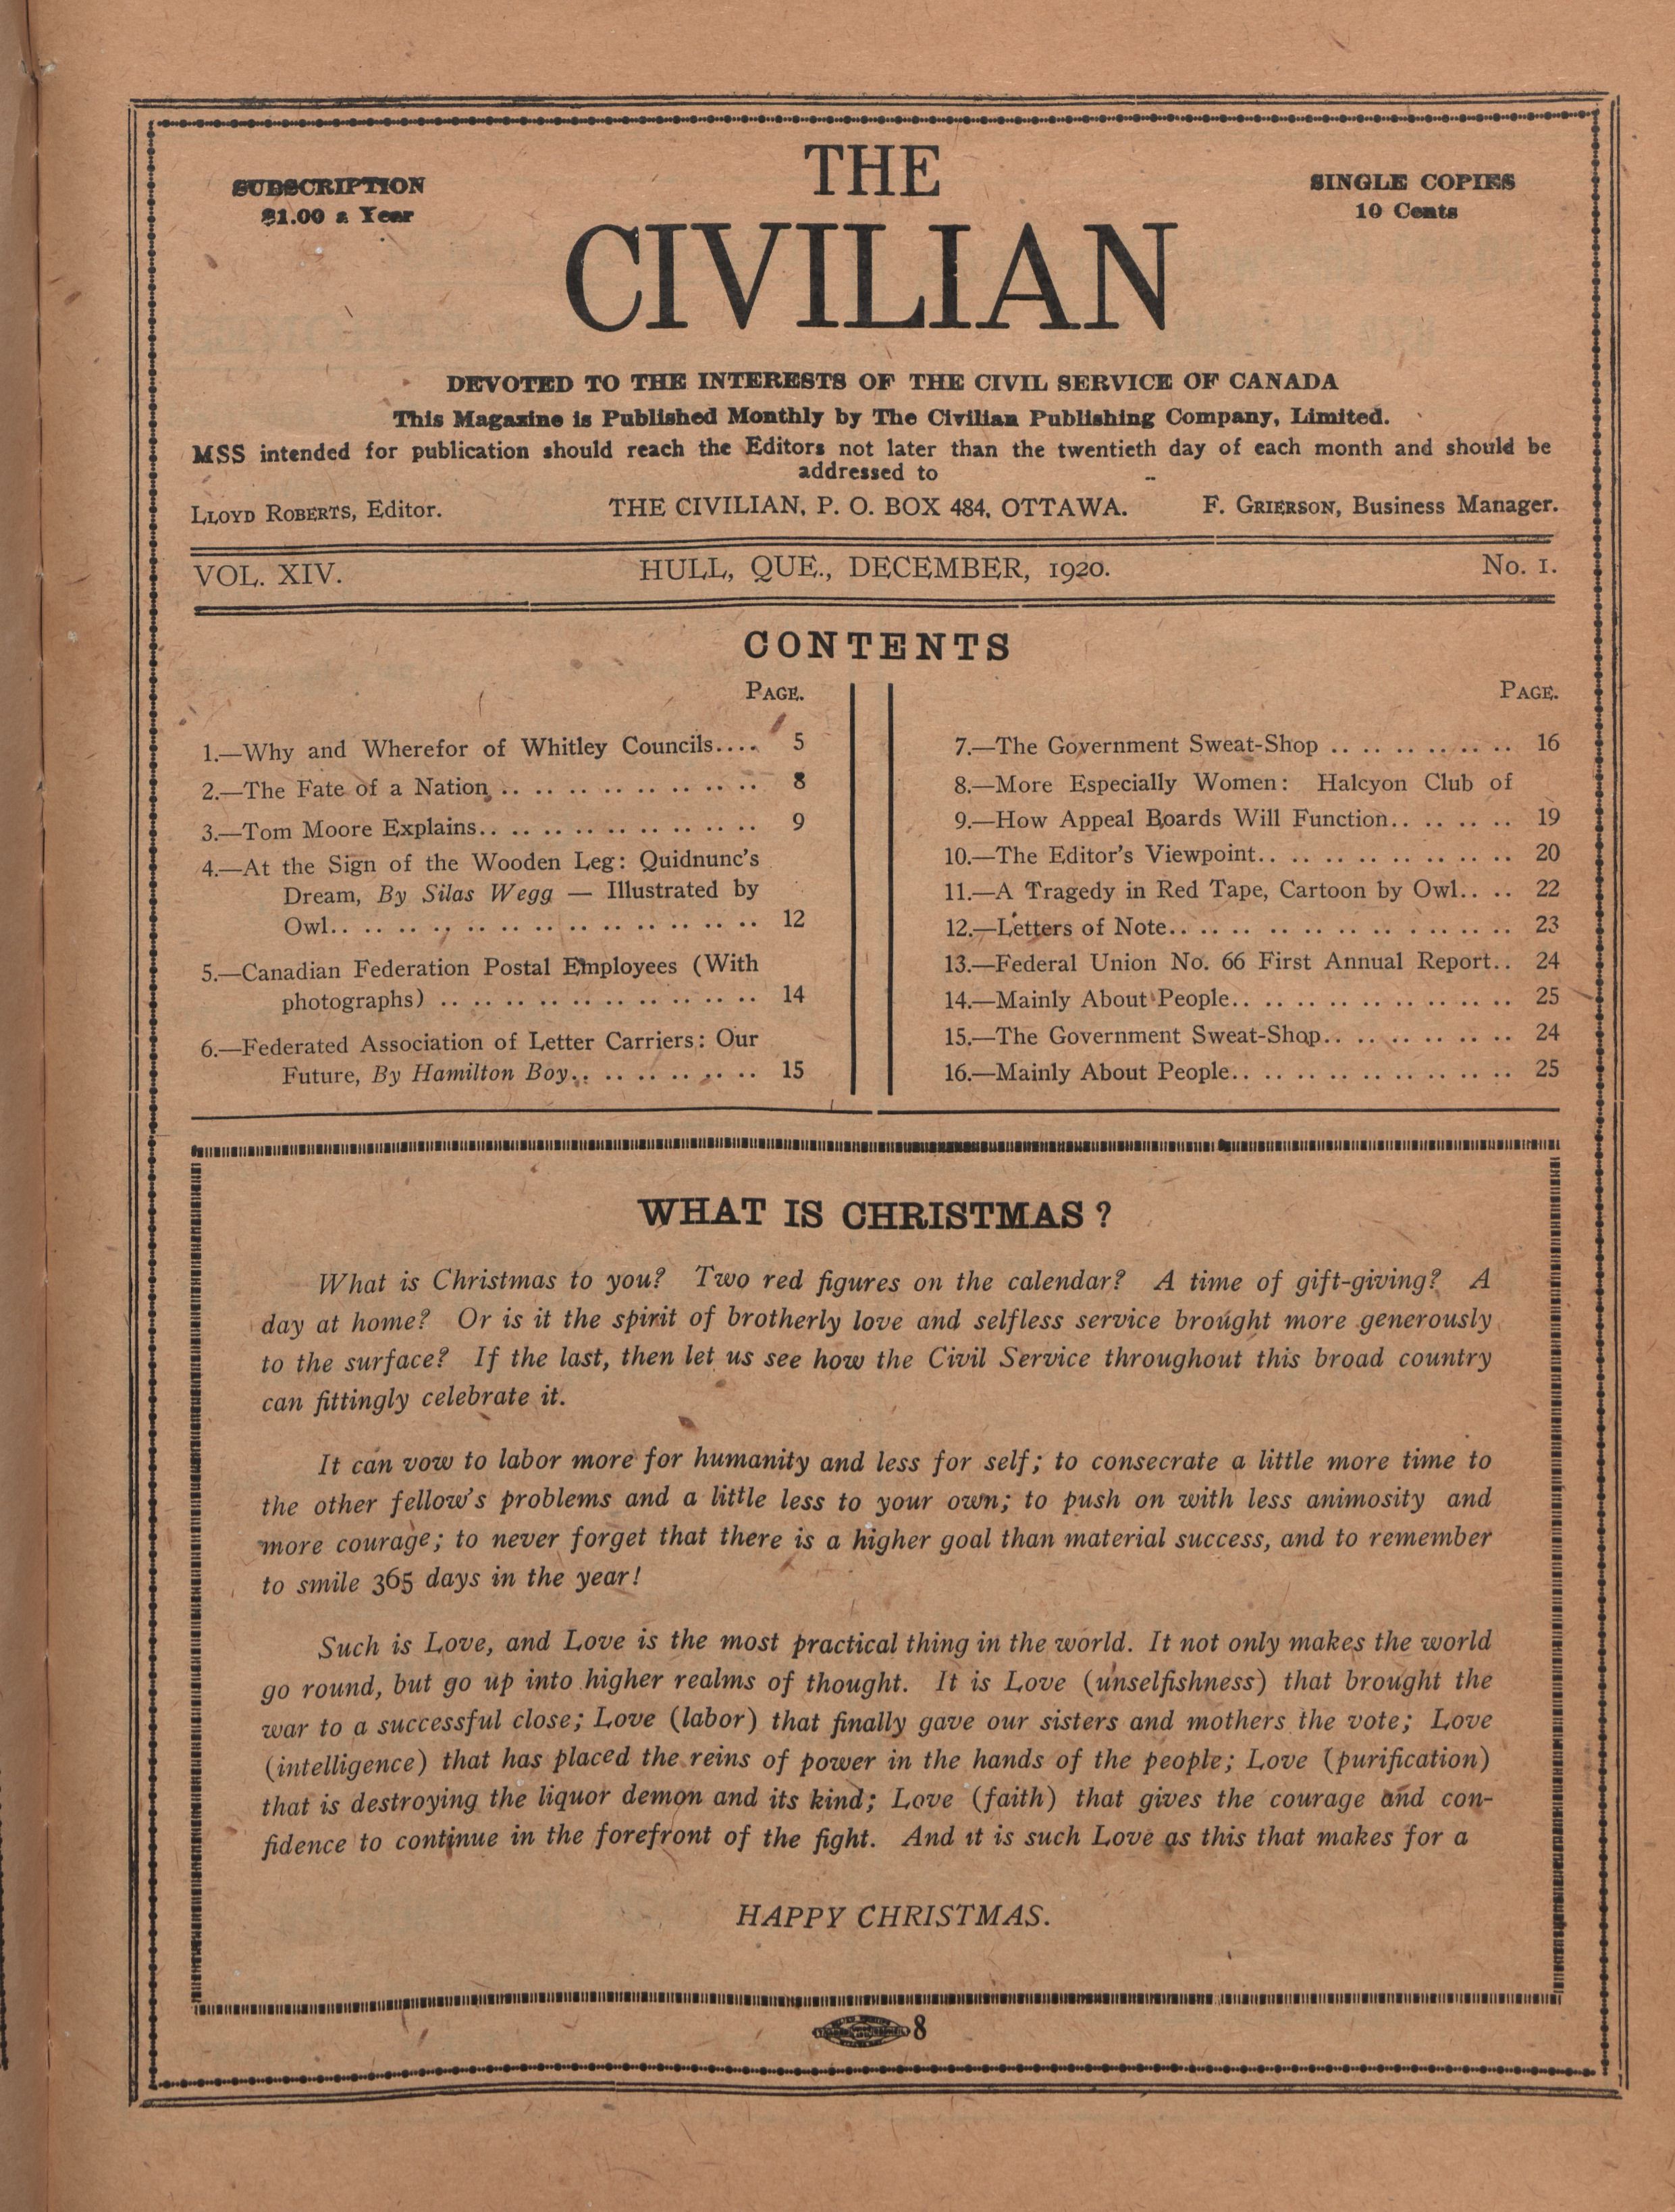 SUBSCRIPTION
$1.00 a Year
THE
CIVILIAN
SINGLE COPIES
10 Cents
DEVOTED TO THE INTERESTS OF THE CIVIL SERVICE OF CANADA
This Magazine is Published Monthly by The Civilian Publishing Company, Limited.
MSS intended for publication should reach the Editors not later than the twentieth day of each month and should be
addressed to
LLOYD ROBERTS, Editor. THE CIVILIAN, P. O. BOX 484, OTTAWA. F. GRIERSON, Business Manager.
VOL. XIV. HULL, QUE., DECEMBER, 1920. No. 1.
CONTENTS
PAGE.
1.—Why and Wherefor of Whitley Councils.... 5
2.—The Fate of a Nation .. .. .. .. .. .. .. .. 8
3.—Tom Moore Explains.. .. .. .. .. .. .. .. .. 9
4.—At the Sign of the Wooden Leg: Quidnunc's
Dream, By Silas Wegg — Illustrated by
Owl.. .. .. .. .. .. .. .. .. .. .. .. .. 12
5.—Canadian Federation Postal Employees (With
photographs) .. .. .. .. .. .. .. .. .. .. 14
6.—Federated Association of Letter Carriers: Our
Future, By Hamilton Boy.. .. .. .. .. .. 15
PAGE.
7.—The Government Sweat-Shop .. .. .. .. .. .. 16
8.—More Especially Women: Halcyon Club of
9.—How Appeal Boards Will Function.. .. .. .. 19
10.—The Editor's Viewpoint.. .. .. .. .. .. .. .. 20
11.—A Tragedy in Red Tape, Cartoon by Owl.. .. 22
12.—Letters of Note.. .. .. .. .. .. .. .. .. .. .. 23
13.—Federal Union No. 66 First Annual Report.. 24
14.—Mainly About People.. .. .. .. .. .. .. .. .. 25
15.—The Government Sweat-Shop.. .. .. .. .. .. 24
16.—Mainly About People.. .. .. .. .. .. .. .. .. 25
WHAT IS CHRISTMAS?
What is Christmas to you? Two red figures on the calendar? A time of gift-giving? A
day at home? Or is it the spirit of brotherly love and selfless service brought more generously
to the surface? If the last, then let us see how the Civil Service throughout this broad country
can fittingly celebrate it.
It can vow to labor more for humanity and less for self; to consecrate a little more time to
the other fellow's problems and a little less to your own; to push on with less animosity and
more courage; to never forget that there is a higher goal than material success, and to remember
to smile 365 days in the year!
Such is Love, and Love is the most practical thing in the world. It not only makes the world
go round, but go up into higher realms of thought. It is Love (unselfishness) that brought the
war to a successful close; Love (labor) that finally gave our sisters and mothers the vote; Love
(intelligence) that has placed the reins of power in the hands of the people; Love (purification)
that is destroying the liquor demon and its kind; Love (faith) that gives the courage and con-
fidence to continue in the forefront of the fight. And it is such Love as this that makes for a
HAPPY CHRISTMAS.
8